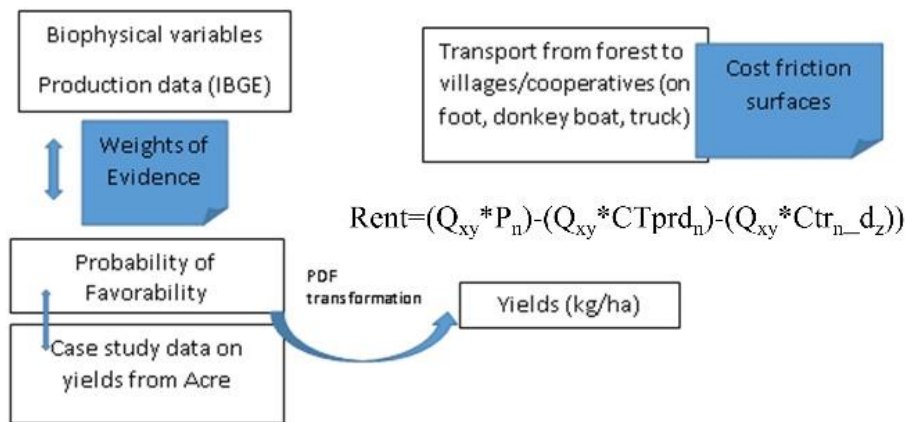 Biophysical variables
Production data (IBGE)
Weights of
Evidence
Probability of
Favorability
Case study data on
yields from Acre
PDF
transformation
Yields (kg/ha)
Transport from forest to
villages/cooperatives (on
foot, donkey boat, truck)
Cost friction
surfaces
Rent=(Qxy*Pn)-(Qxy*CTprdn)-(Qxy*Ctrn_dz))